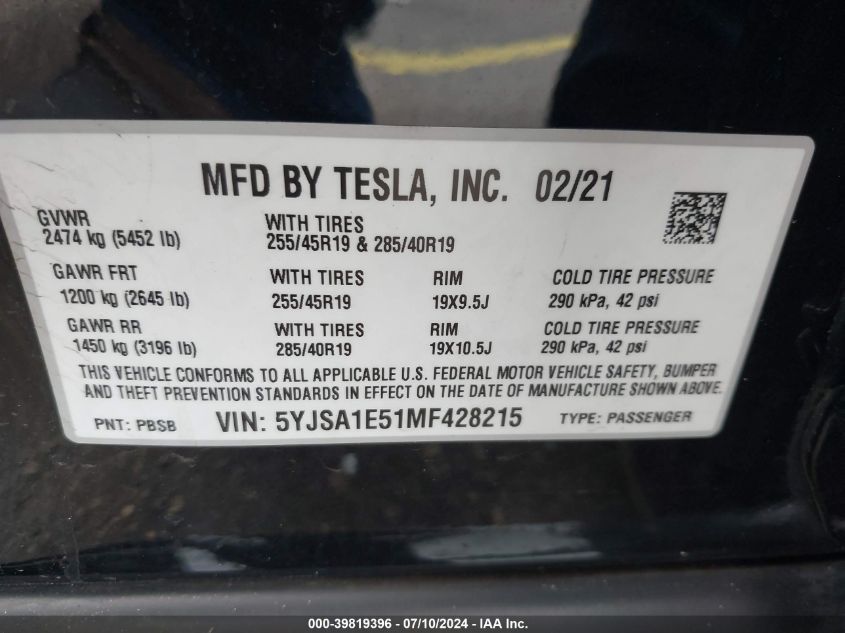 MFD BY TESLA, INC. 02/21
GVWR WITH TIRES
2474 kg (5452 lb) 255/45R19 & 285/40R19
GAWR FRT WITH TIRES RIM COLD TIRE PRESSURE
1200 kg (2645 lb) 255/45R19 19X9.5J 290 kPa, 42 psi
GAWR RR WITH TIRES RIM COLD TIRE PRESSURE
1450 kg (3196 lb) 285/40R19 19X10.5J 290 kPa, 42 psi
THIS VEHICLE CONFORMS TO ALL APPLICABLE U.S. FEDERAL MOTOR VEHICLE SAFETY, BUMPER
AND THEFT PREVENTION STANDARDS IN EFFECT ON THE DATE OF MANUFACTURE SHOWN ABOVE.
PNT: PBSB VIN: 5YJSA1E51MF428215 TYPE: PASSENGER
000-39819396 - 07/10/2024 - IAA Inc.